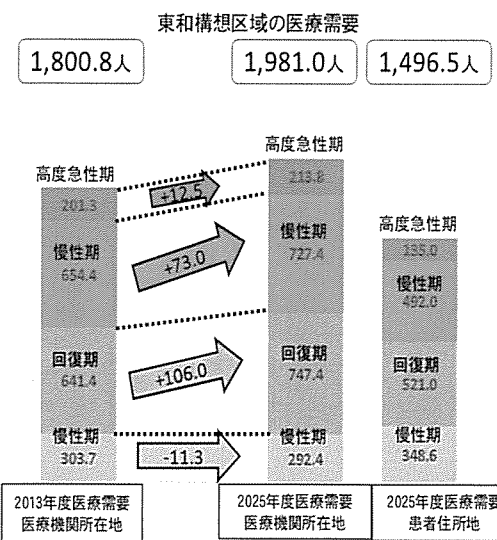 東和構想区域の医療需要
1,800.8人
1,981.0人
1,496.5人
高度急性期
201.3
慢性期
654.4
回復期
641.4
慢性期
303.7
+12.5
+73.0
+106.0
-11.3
高度急性期
213.8
慢性期
727.4
回復期
747.4
慢性期
292.4
高度急性期
135.0
慢性期
492.0
回復期
521.0
慢性期
348.6
2013年度医療需要
医療機関所在地
2025年度医療需要
医療機関所在地
2025年度医療需要
患者住所地